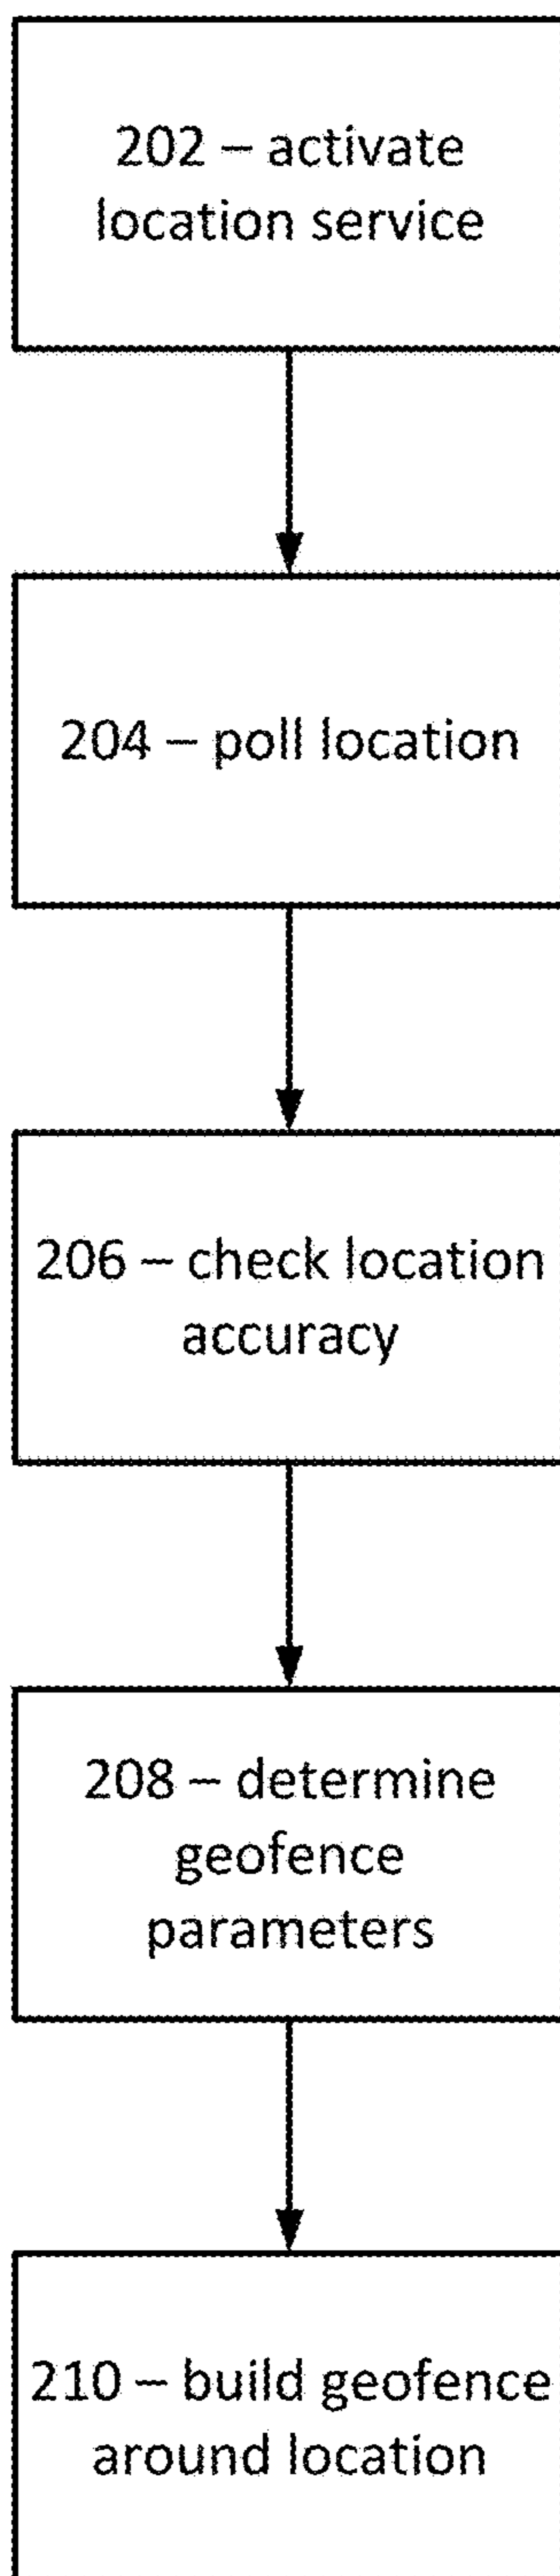 202 – activate
location service
204 – poll location
206 – check location
accuracy
208 – determine
geofence
parameters
210 – build geofence
around location